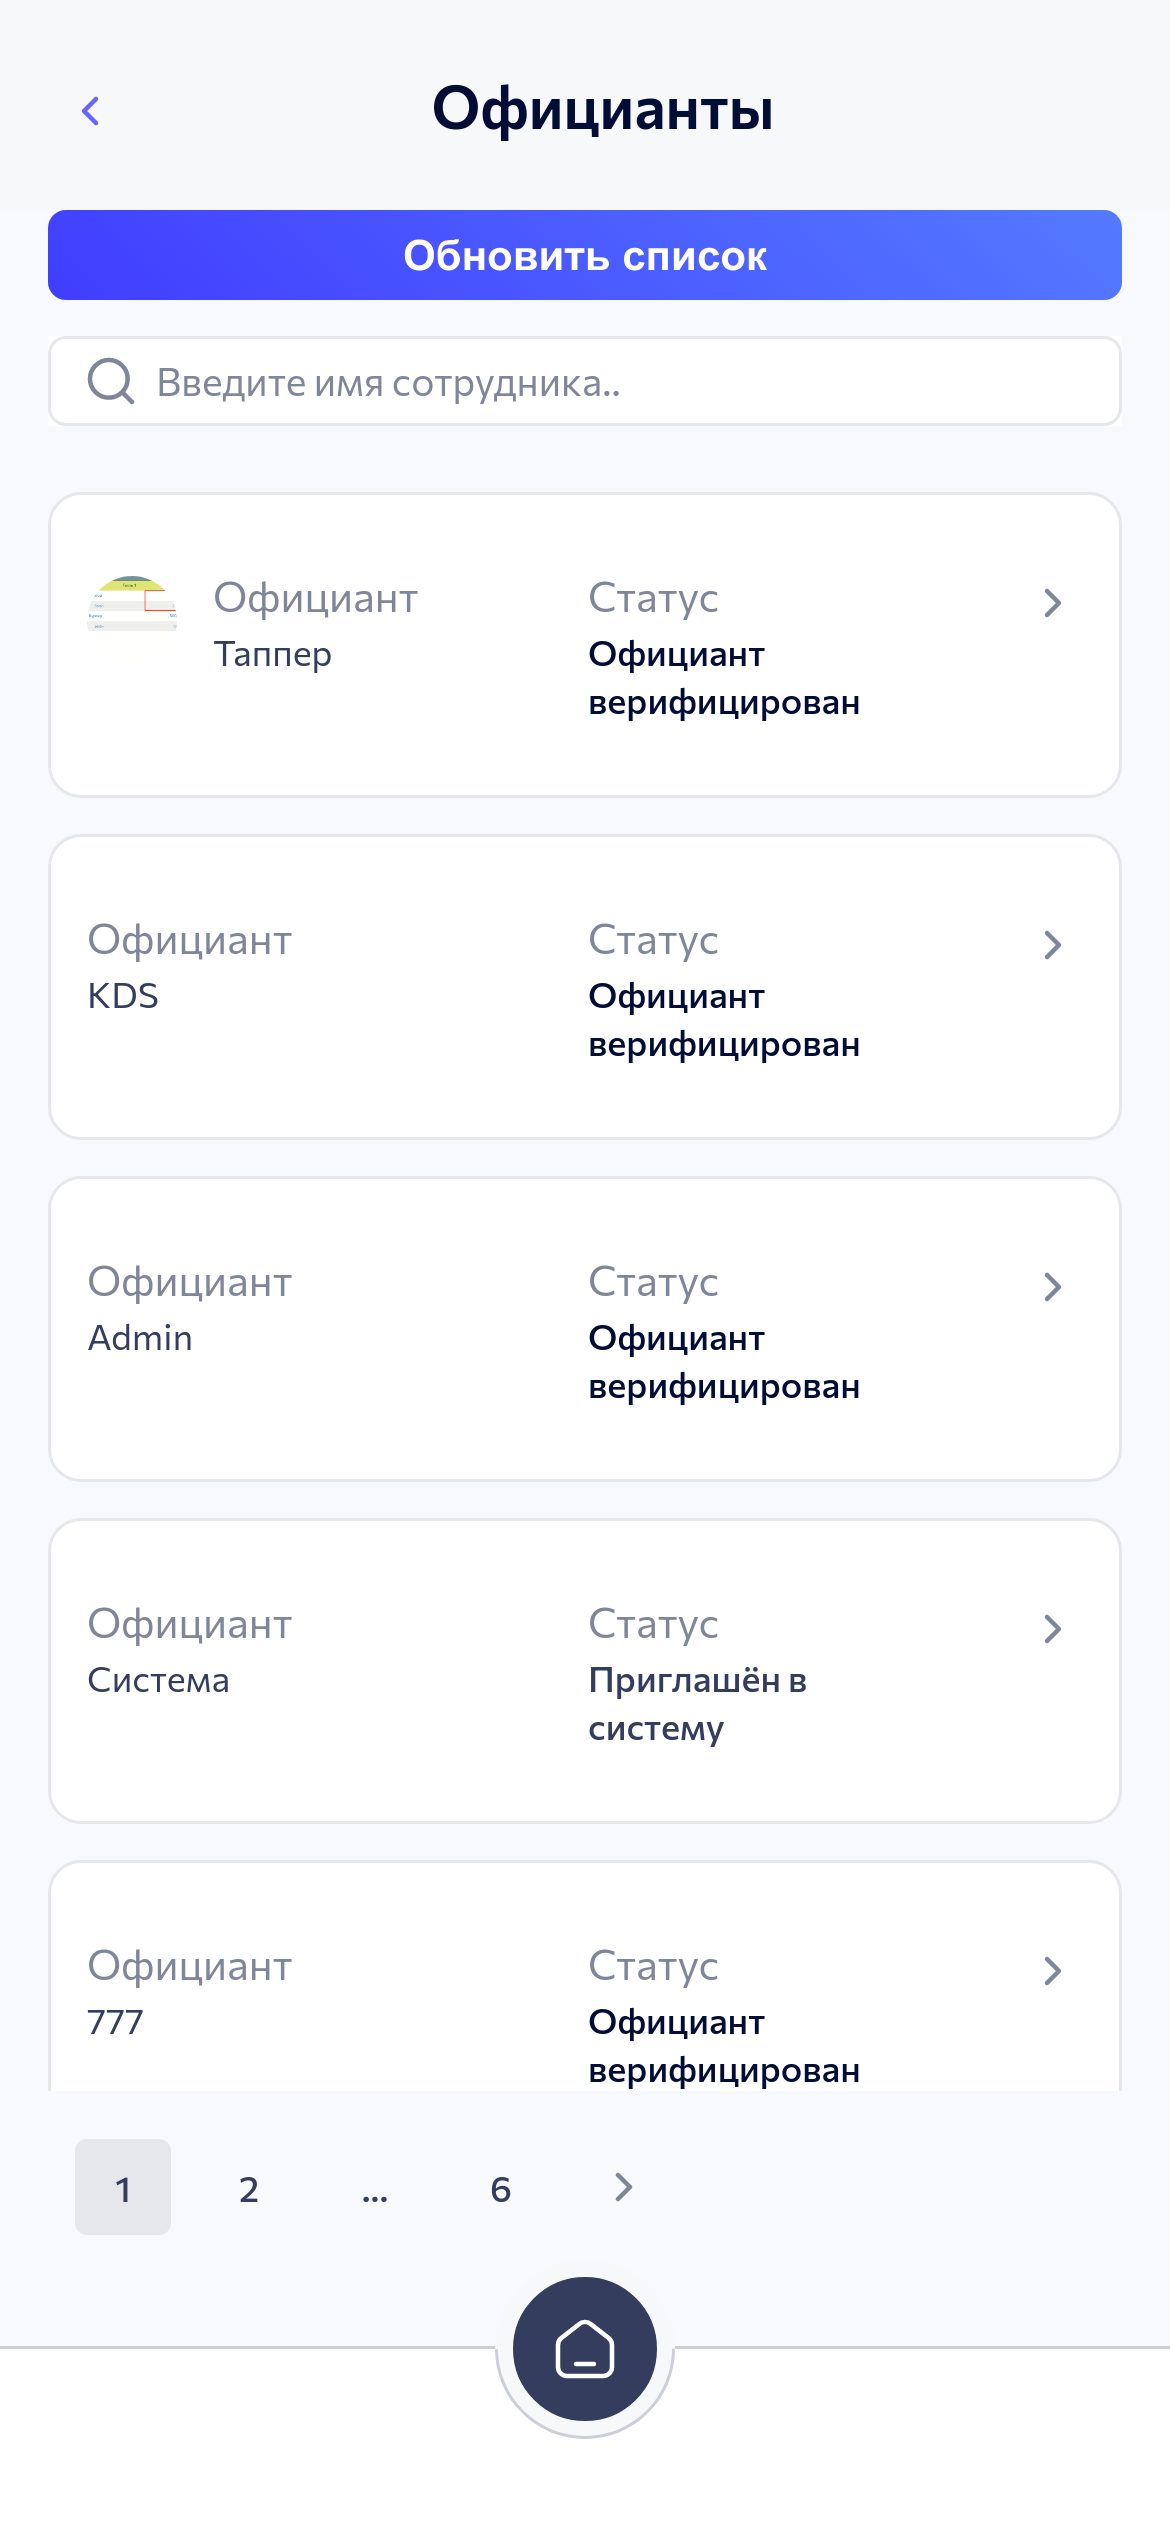 Официанты
Обновить список
Введите имя сотрудника..
Официант
Таппер
Статус
Официант
верифицирован
Официант
KDS
Статус
Официант
верифицирован
Официант
Admin
Статус
Официант
верифицирован
Официант
Система
Статус
Приглашён в
систему
Официант
777
Статус
Официант
верифицирован
1 2 ... 6